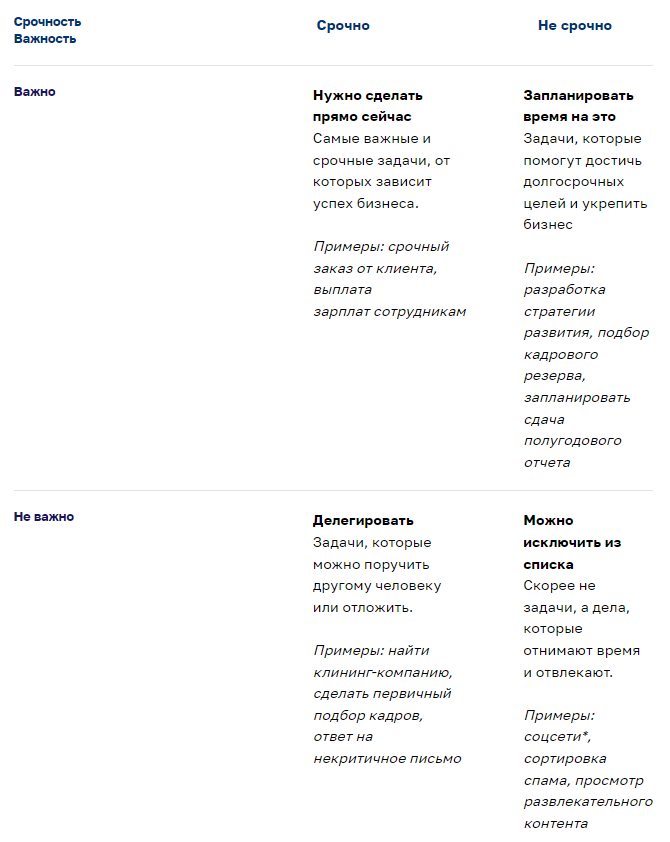 Срочность
Важность
Срочно
Не срочно
Важно
Нужно сделать
прямо сейчас
Самые важные и
срочные задачи, от
которых зависит
успех бизнеса.
Примеры: срочный
заказ от клиента,
выплата
зарплат сотрудникам
Запланировать
время на это
Задачи, которые
помогут достичь
долгосрочных
целей и укрепить
бизнес
Примеры:
разработка
стратегии
развития, подбор
кадрового
резерва,
запланировать
сдача
полугодового
отчета
Не важно
Делегировать
Задачи, которые
можно поручить
другому человеку
или отложить.
Примеры: найти
клининг-компанию,
сделать первичный
подбор кадров,
ответ на
некритичное письмо
Можно
исключить из
списка
Скорее не
задачи, а дела,
которые
отнимают время
и отвлекают.
Примеры:
соцсети*,
сортировка
спама, просмотр
развлекательного
контента